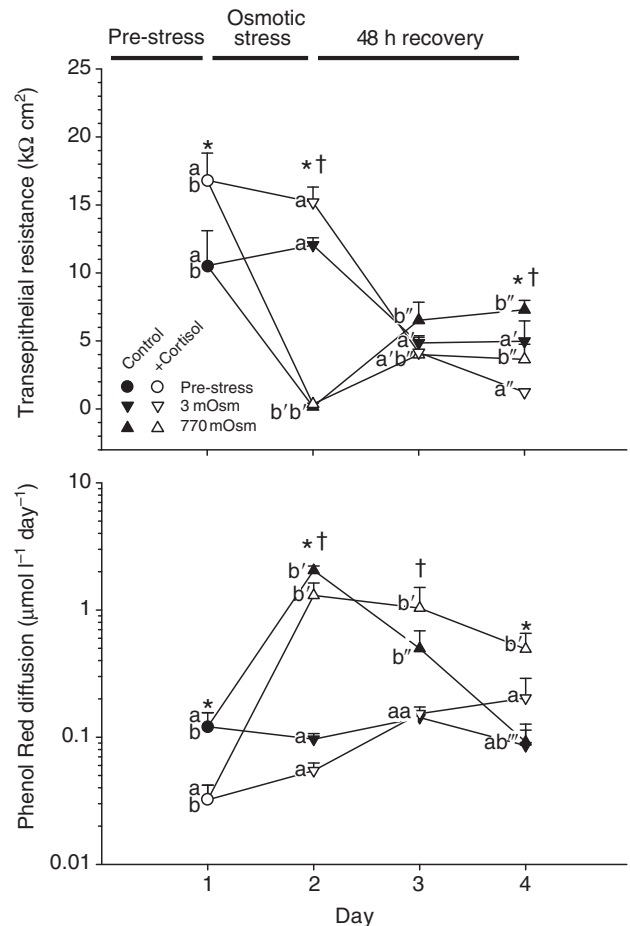 Pre-stress
Osmotic
stress
48 h recovery
25
20
15
10
5
0
Transepithelial resistance (kΩ cm²)
*
a
b
a
b
*†
a
a
b′b′
b″
a′
a′b″
*†
b″
a′
b″
a″
Control
+Cortisol
Pre-stress
3 mOsm
770 mOsm
10
1
0.1
0.01
Phenol Red diffusion (µmol l⁻¹ day⁻¹)
*
a
b
a
b
*†
b′
b′
a
a
†
b′
b″
aa
*
b′
a
ab‴
1
2
3
4
Day